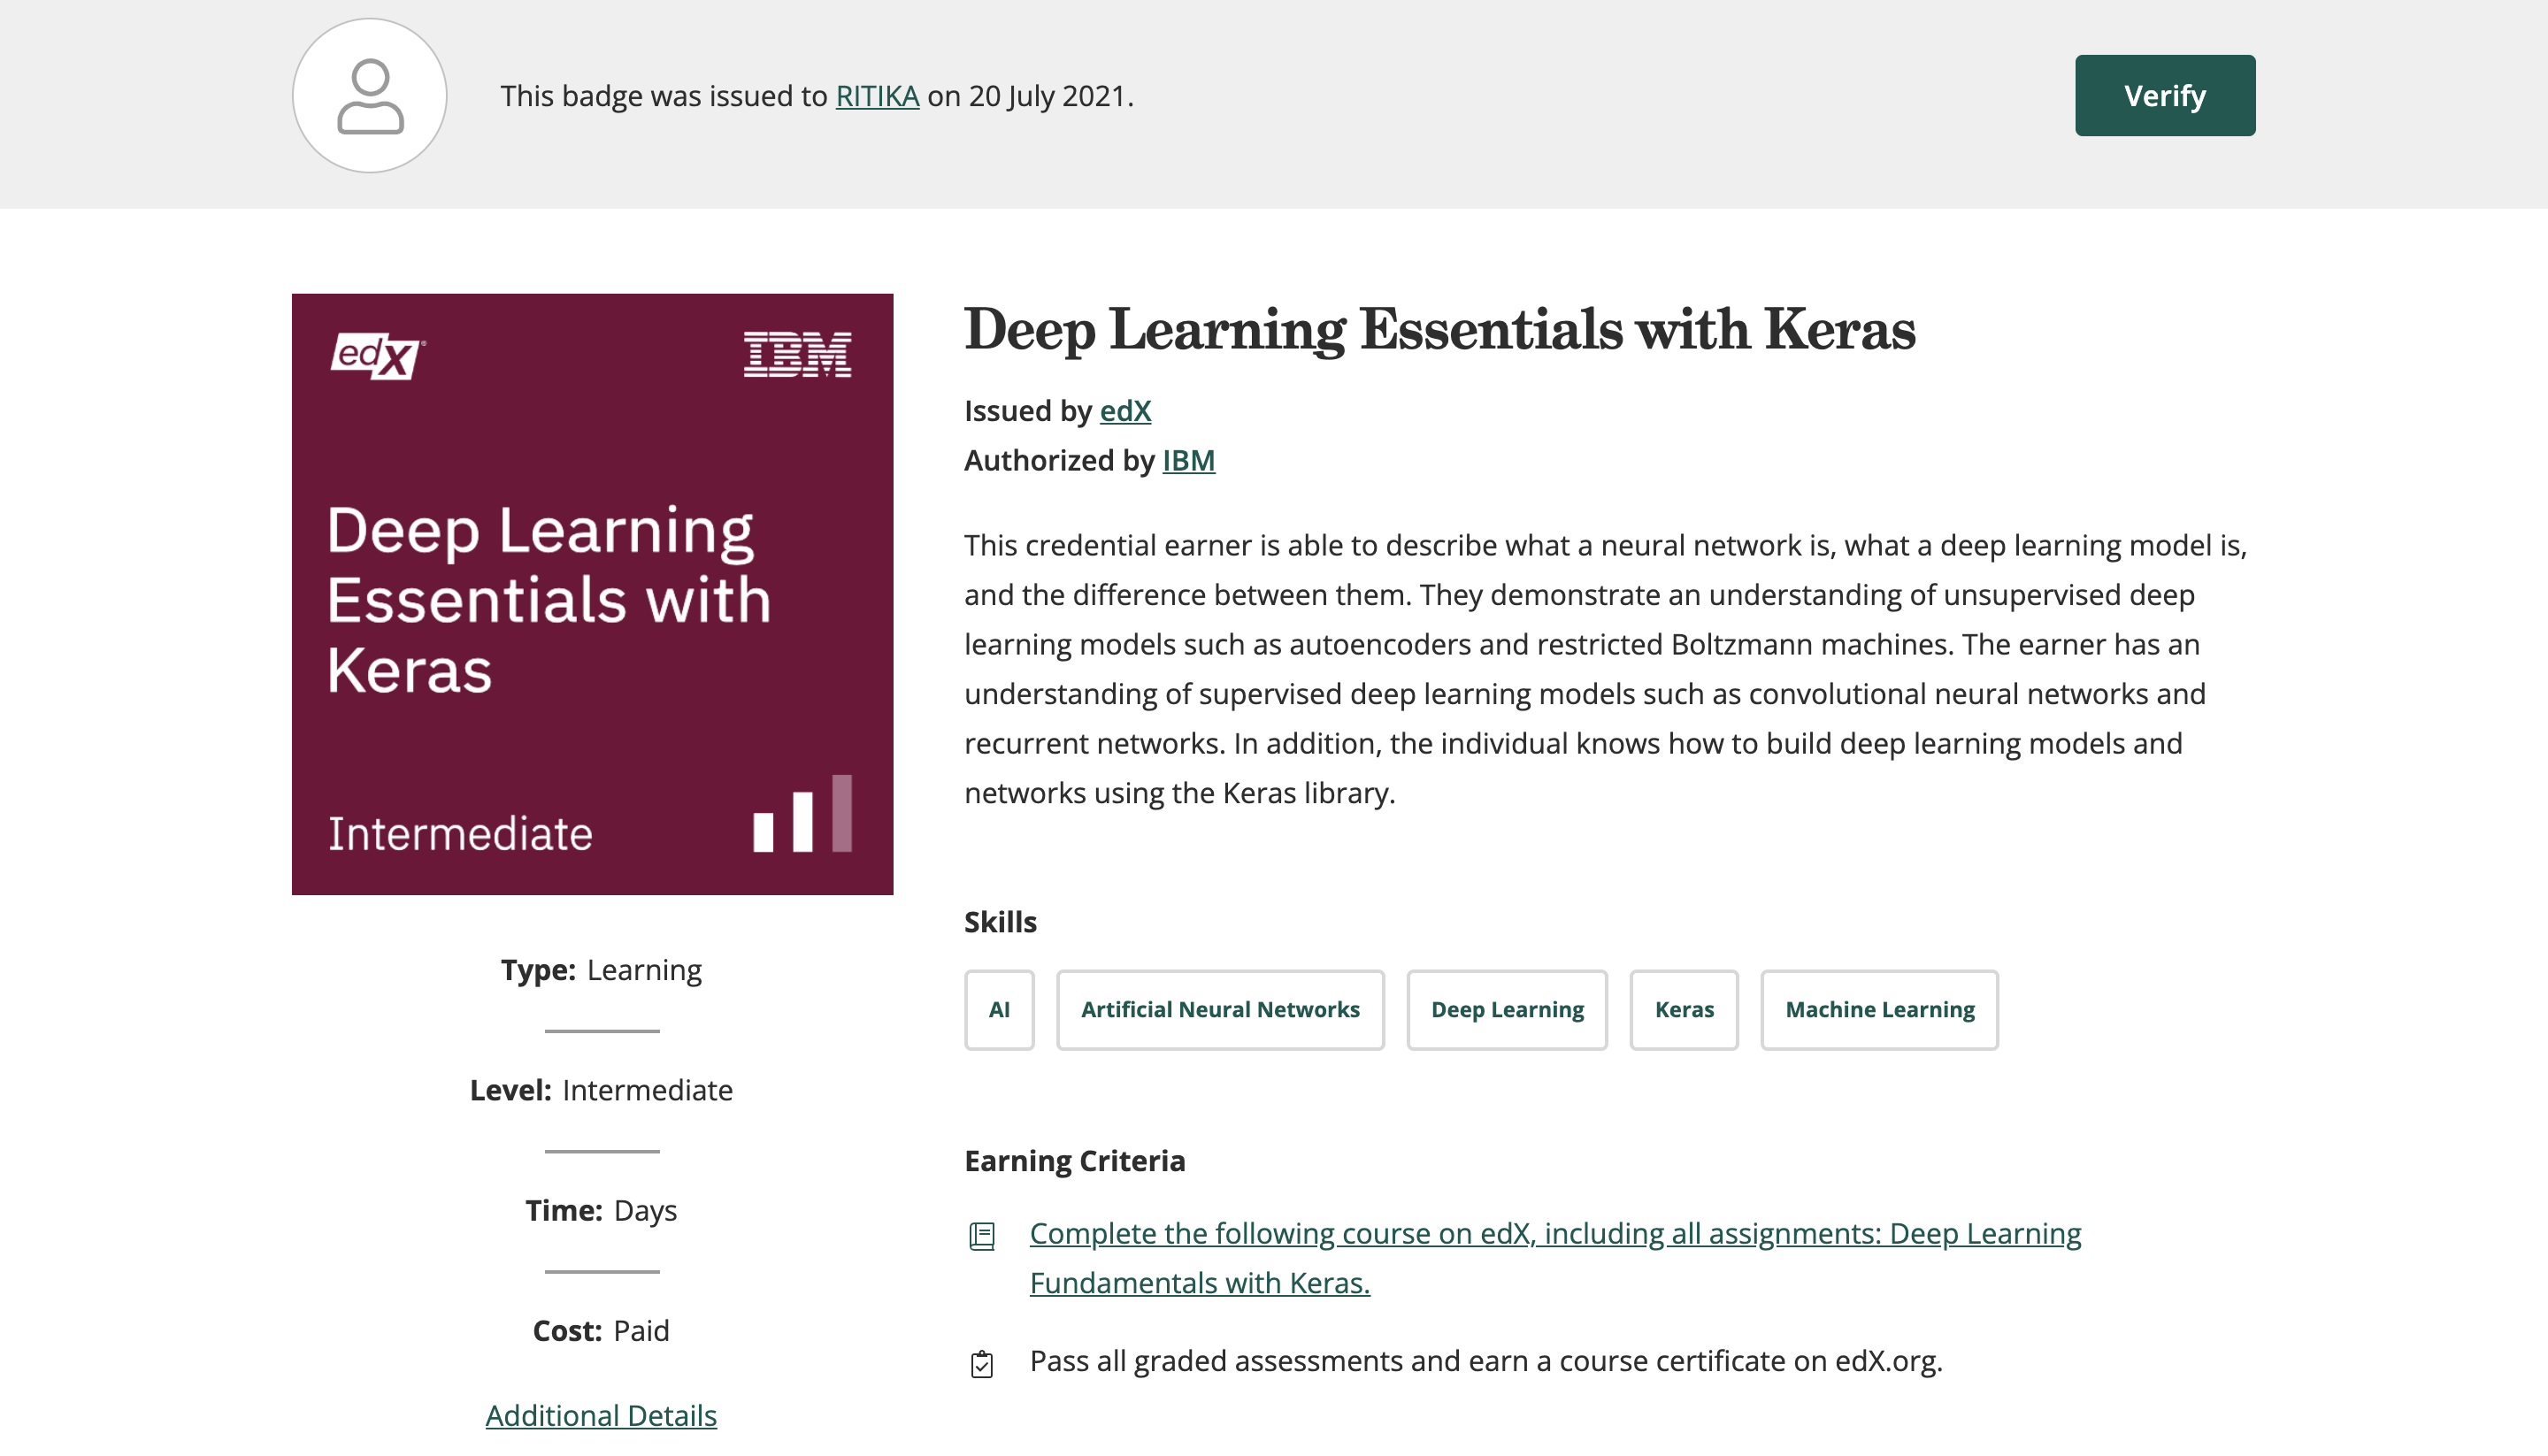 This badge was issued to RITIKA on 20 July 2021.
Verify
edX
IBM
Deep Learning
Essentials with
Keras
Intermediate
Type: Learning
Level: Intermediate
Time: Days
Cost: Paid
Additional Details
Deep Learning Essentials with Keras
Issued by edX
Authorized by IBM
This credential earner is able to describe what a neural network is, what a deep learning model is,
and the difference between them. They demonstrate an understanding of unsupervised deep
learning models such as autoencoders and restricted Boltzmann machines. The earner has an
understanding of supervised deep learning models such as convolutional neural networks and
recurrent networks. In addition, the individual knows how to build deep learning models and
networks using the Keras library.
Skills
AI
Artificial Neural Networks
Deep Learning
Keras
Machine Learning
Earning Criteria
Complete the following course on edX, including all assignments: Deep Learning
Fundamentals with Keras.
Pass all graded assessments and earn a course certificate on edX.org.